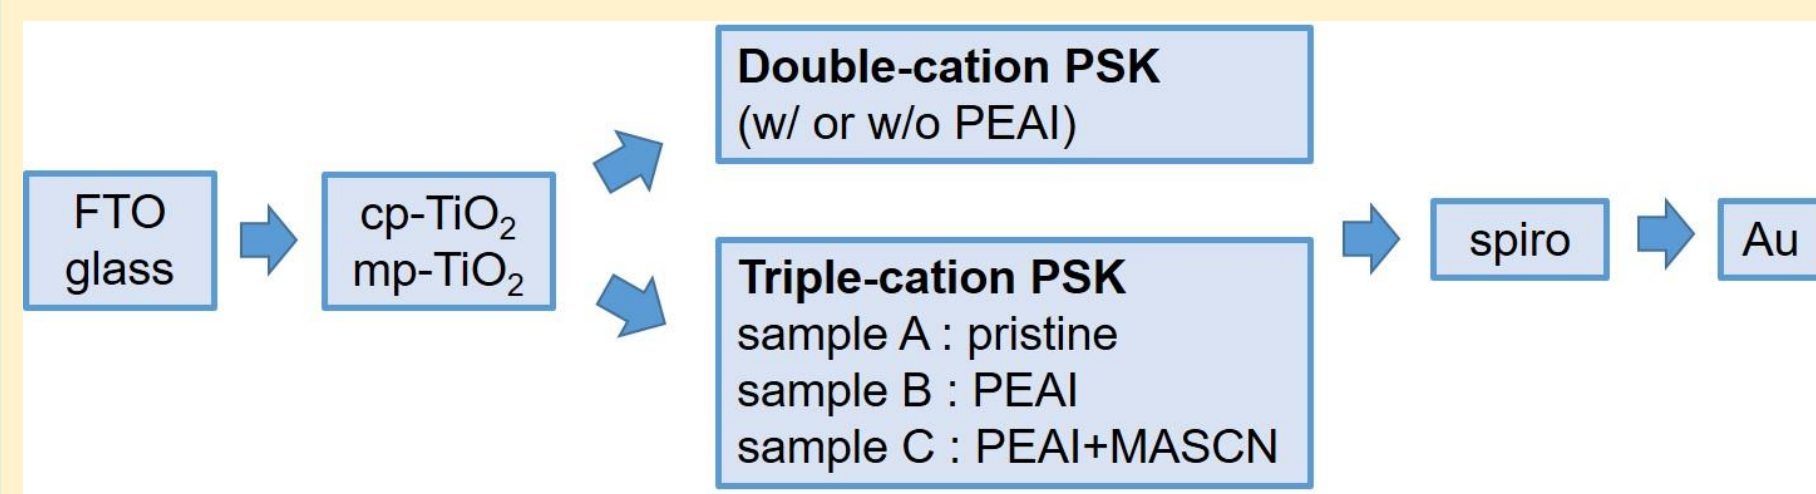 FTO
glass
cp-TiO₂
mp-TiO₂
Double-cation PSK
(w/ or w/o PEAI)
Triple-cation PSK
sample A : pristine
sample B : PEAI
sample C : PEAI+MASCN
spiro
Au